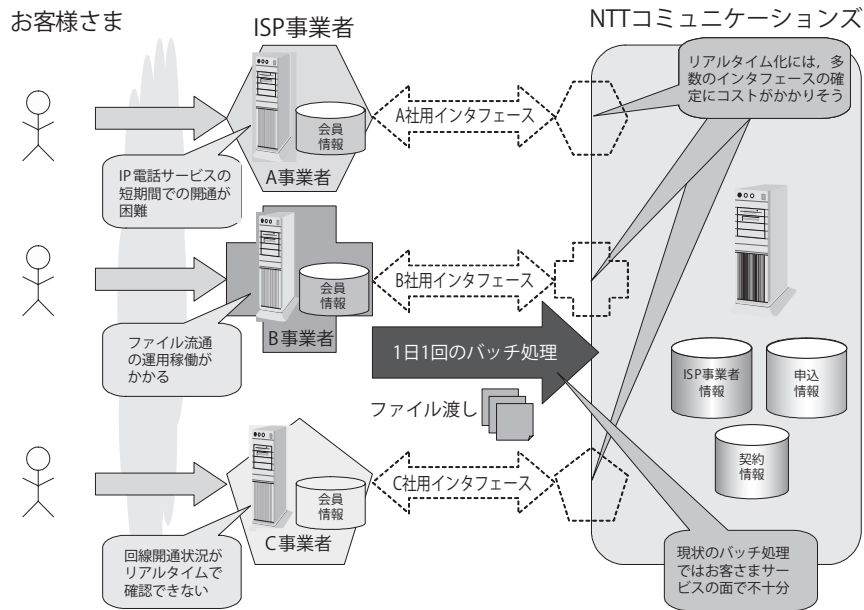 お客様さま
ISP事業者
NTTコミュニケーションズ
リアルタイム化には，多
数のインタフェースの確
定にコストがかかりそう
会員
情報
A社用インタフェース
A事業者
IP電話サービスの
短期間での開通が
困難
会員
情報
B社用インタフェース
B事業者
ファイル流通
の運用稼働が
かかる
1日1回のバッチ処理
ファイル渡し
ISP事業者
情報
申込
情報
契約
情報
会員
情報
C社用インタフェース
C事業者
回線開通状況が
リアルタイムで
確認できない
現状のバッチ処理
ではお客さまサー
ビスの面で不十分